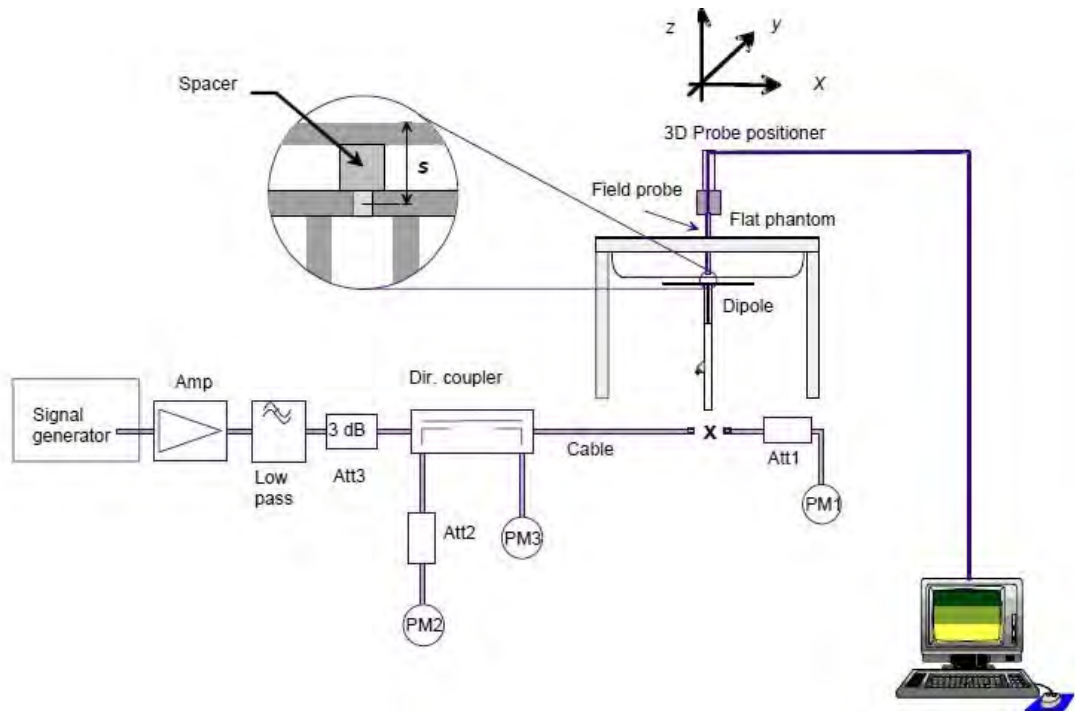 z
y
X
Spacer
s
3D Probe positioner
Field probe
Flat phantom
Dipole
Signal
generator
Amp
Low
pass
3 dB
Att3
Dir. coupler
Cable
X
Att1
PM1
Att2
PM3
PM2